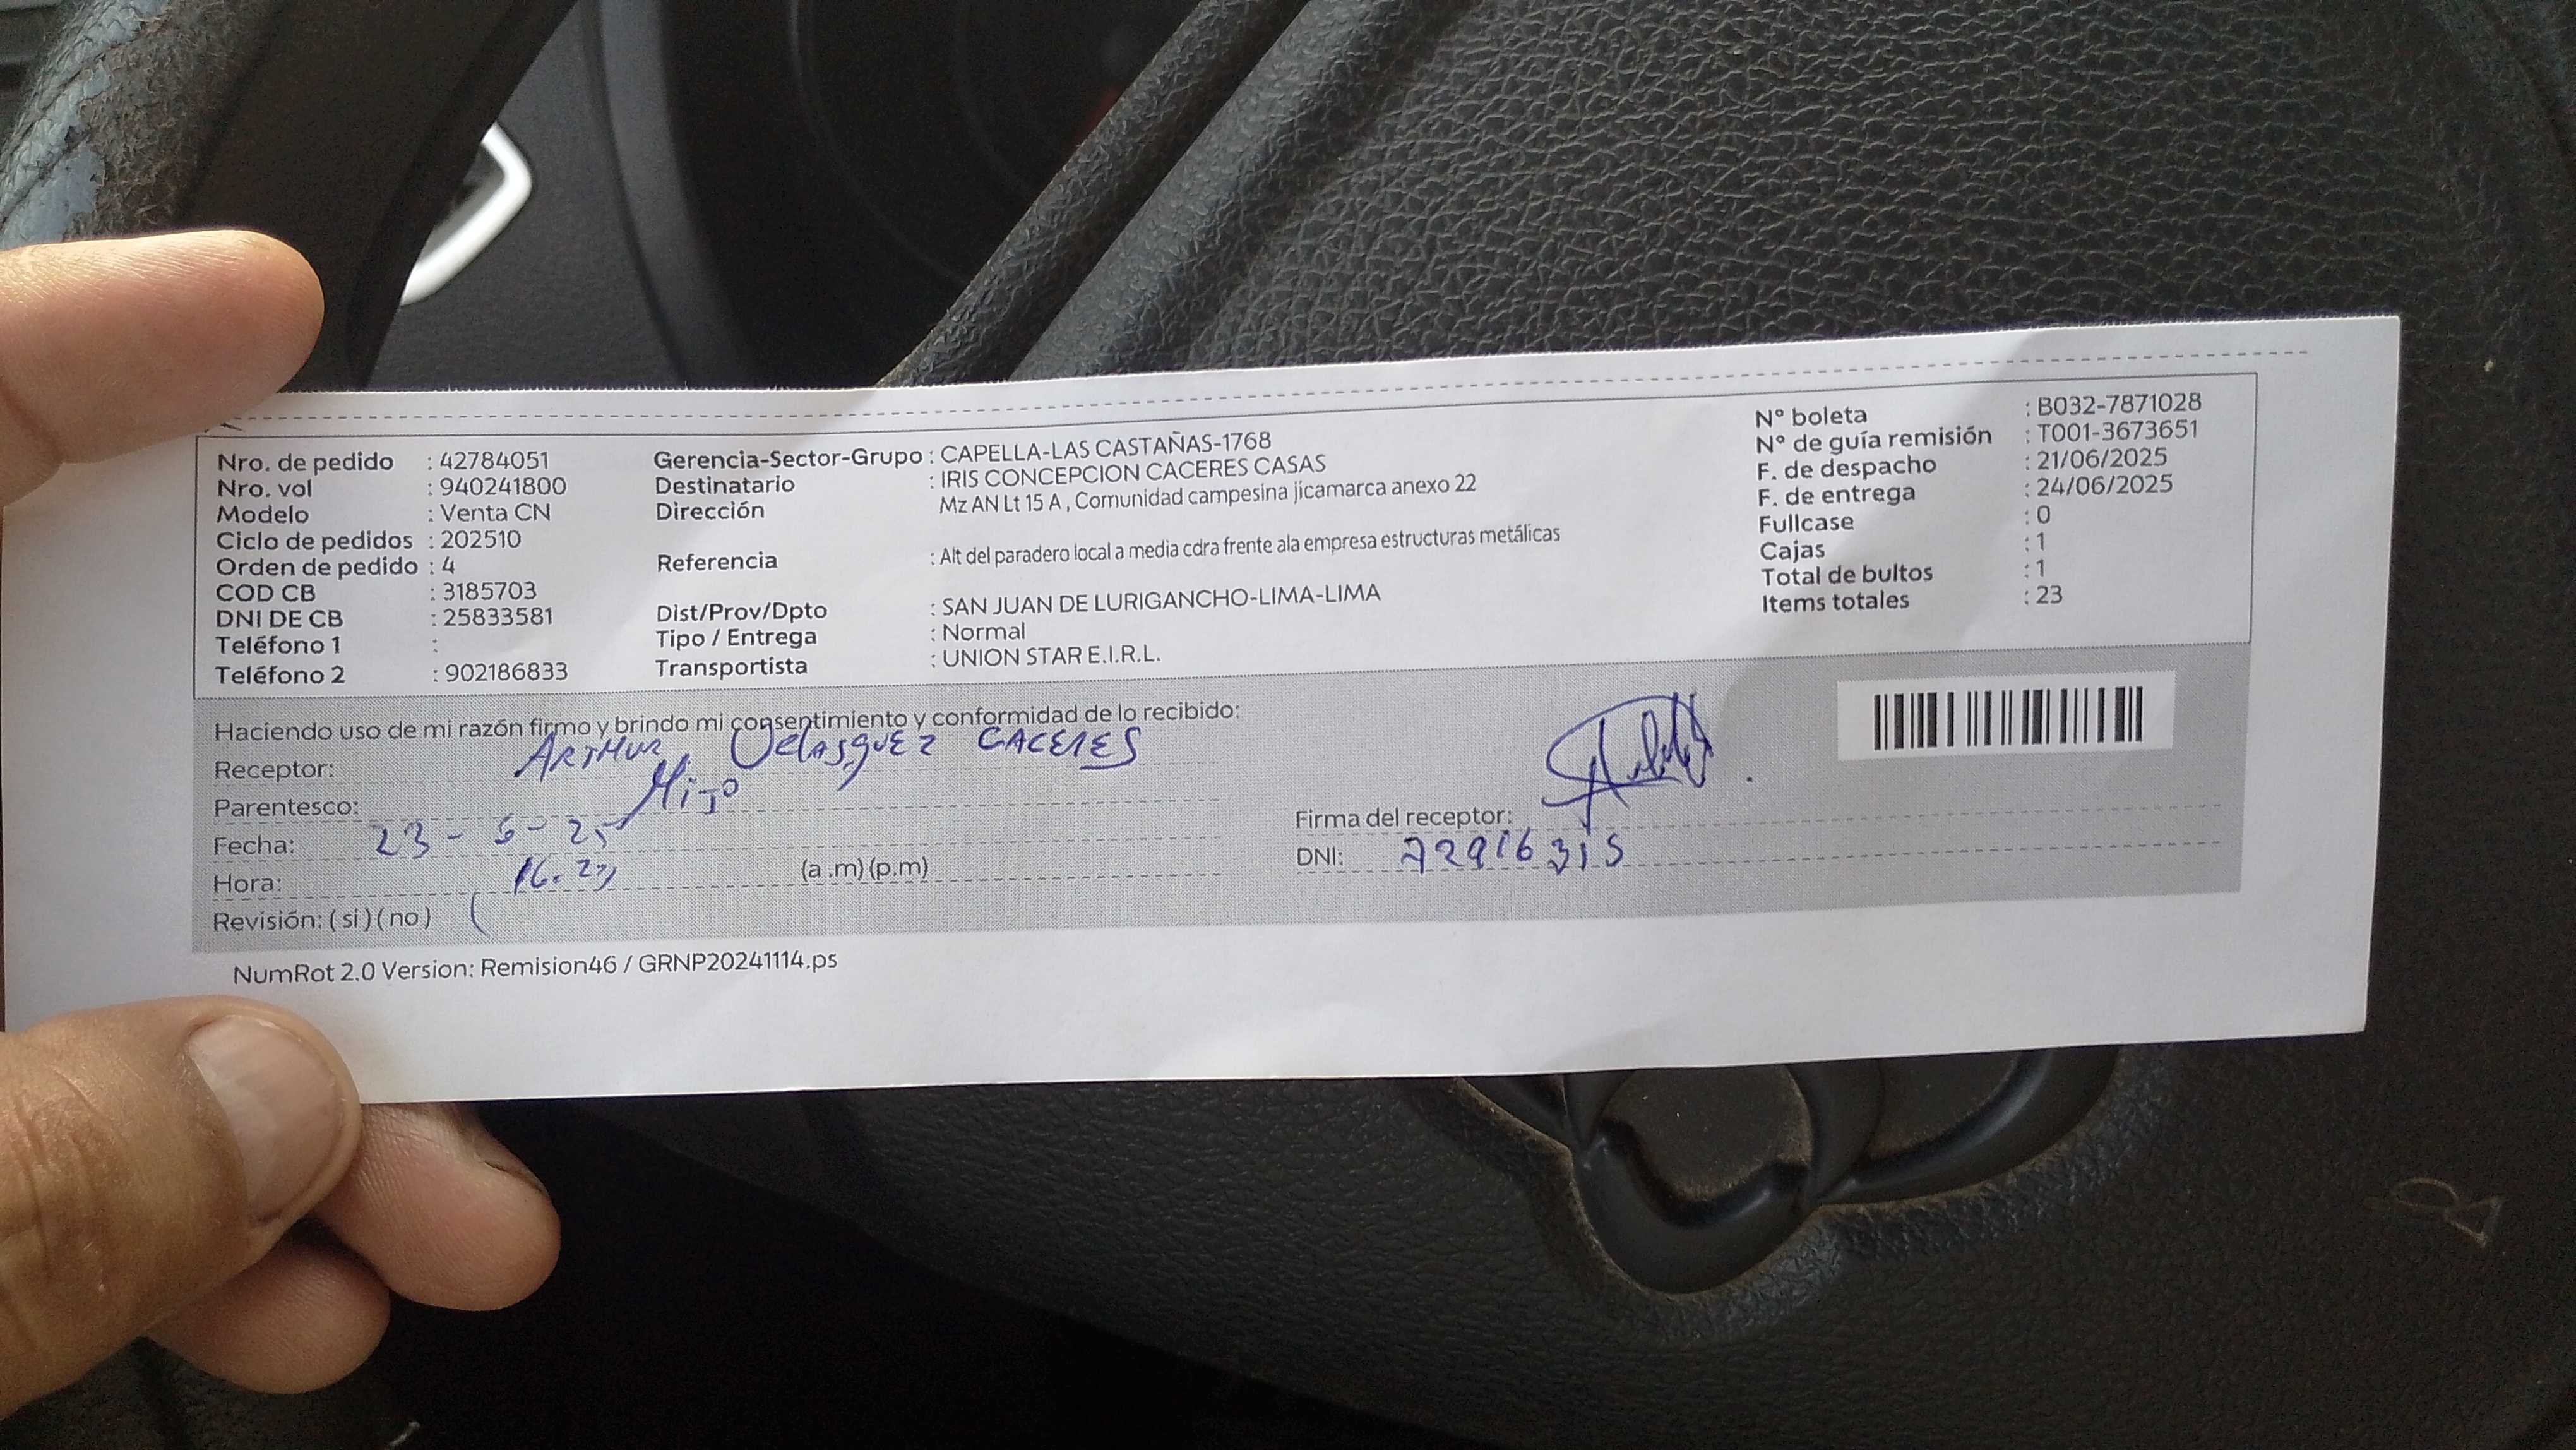 Nro. de pedido : 42784051
Nro. vol : 940241800
Modelo : Venta CN
Ciclo de pedidos : 202510
Orden de pedido : 4
COD CB : 3185703
DNI DE CB : 25833581
Teléfono 1 :
Teléfono 2 : 902186833
Gerencia-Sector-Grupo : CAPELLA-LAS CASTAÑAS-1768
Destinatario : IRIS CONCEPCION CACERES CASAS
Dirección Mz AN Lt 15 A , Comunidad campesina jicamarca anexo 22
Referencia : Alt del paradero local a media cdra frente ala empresa estructuras metálicas
Dist/Prov/Dpto : SAN JUAN DE LURIGANCHO-LIMA-LIMA
Tipo / Entrega : Normal
Transportista : UNION STAR E.I.R.L.
N° boleta : B032-7871028
N° de guía remisión : T001-3673651
F. de despacho : 21/06/2025
F. de entrega : 24/06/2025
Fullcase : 0
Cajas : 1
Total de bultos : 1
Items totales : 23
Haciendo uso de mi razón firmo y brindo mi consentimiento y conformidad de lo recibido:
Receptor: ARTHUR VELASQUEZ CACERES
Parentesco: HIJO
Fecha: 23-6-25
Hora: (a .m) (p.m)
Revisión: ( si ) ( no )
Firma del receptor:
DNI: 72916315
NumRot 2.0 Version: Remision46 / GRNP20241114.ps